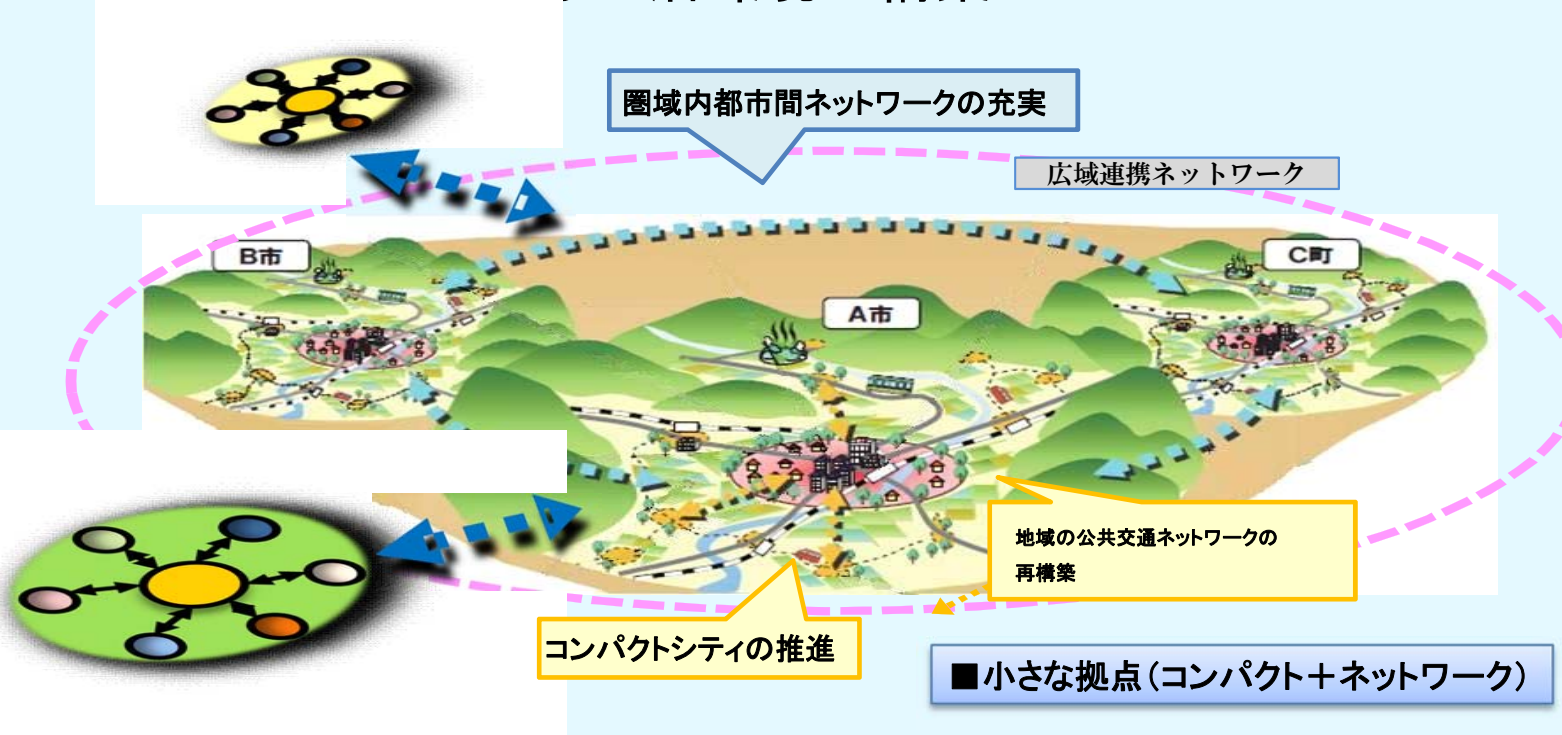 圏域内都市間ネットワークの充実
広域連携ネットワーク
B市
C町
A市
地域の公共交通ネットワークの
再構築
コンパクトシティの推進
■小さな拠点(コンパクト+ネットワーク)